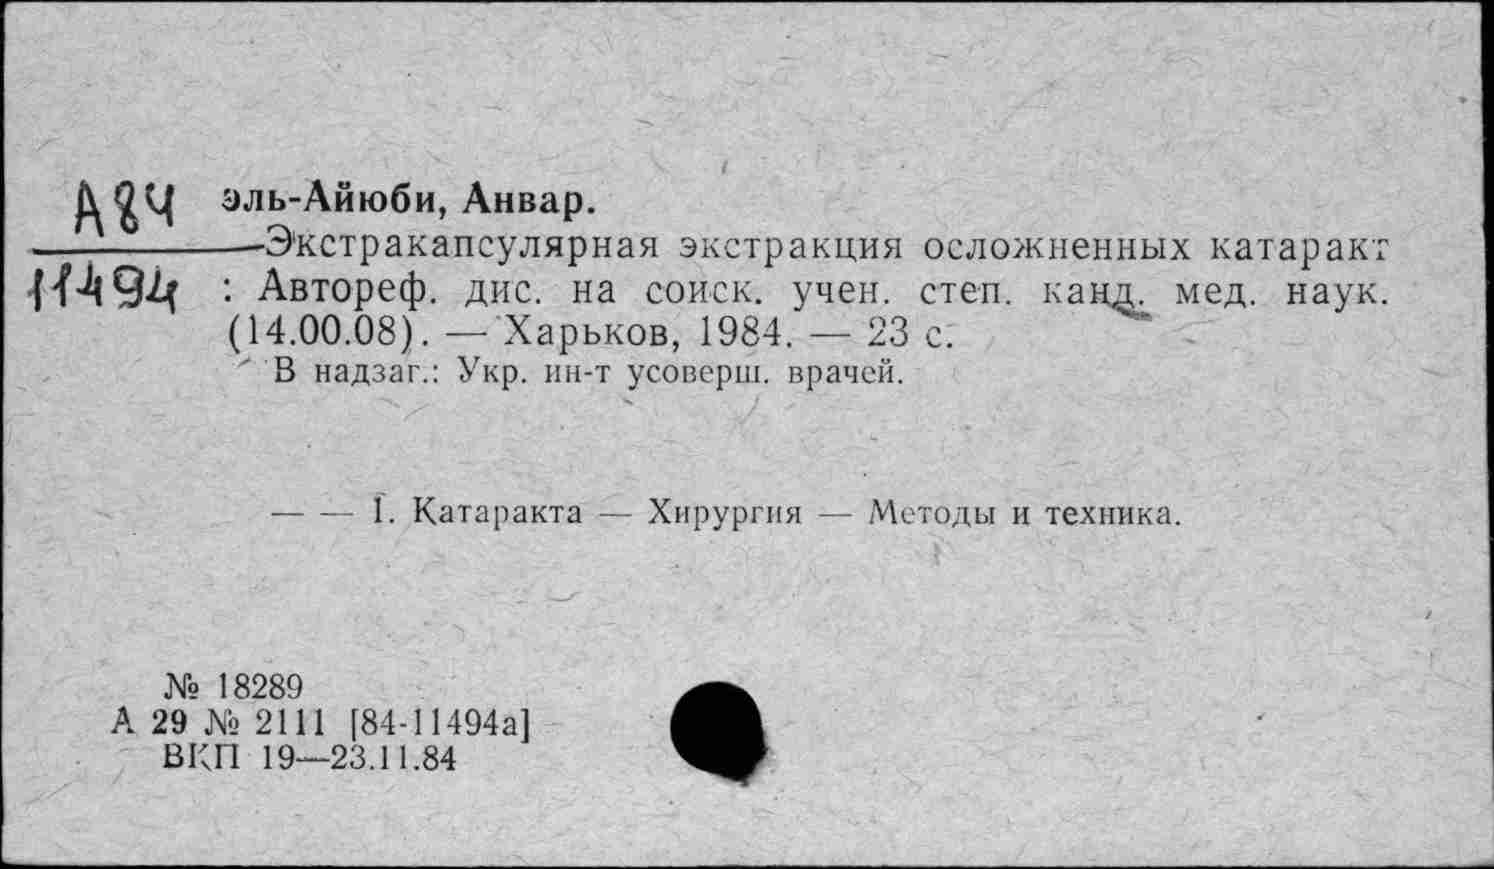 А84
эль-Айюби, Анвар.
Экстракапсулярная экстракция осложненных катаракт
11494
: Автореф. дис. на соиск. учен. степ. канд. мед. наук.
(14.00.08). — Харьков, 1984. — 23 с.
В надзаг.: Укр. ин-т усоверш. врачей.
— — I. Катаракта — Хирургия — Методы и техника.
№ 18289
А 29 № 2111 [84-11494а]
ВКП 19—23.11.84